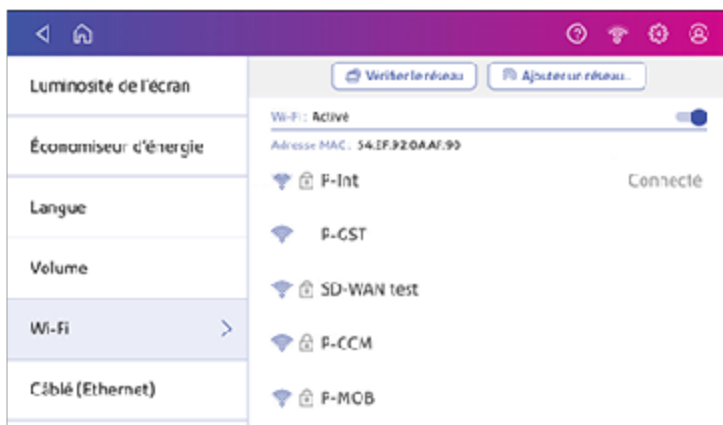 Vérifier le réseau
Ajouter un réseau...
Luminosité de l'écran
Économiseur d'énergie
Langue
Volume
Wi-Fi
Câblé (Ethernet)
Wi-Fi : Activé
Adresse MAC : 54:EF:92:0A:AF:90
P-Int
Connecté
P-GST
SD-WAN test
P-CCM
P-MOB